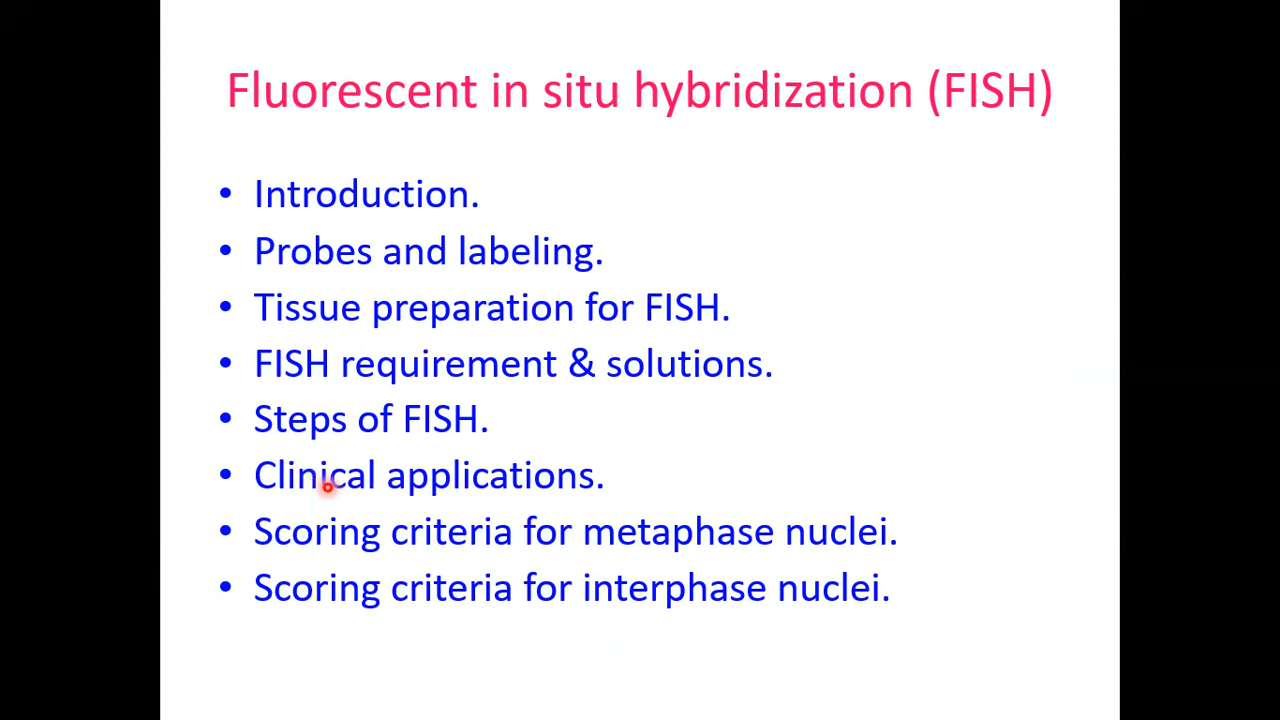 Fluorescent in situ hybridization (FISH)
• Introduction.
• Probes and labeling.
• Tissue preparation for FISH.
• FISH requirement & solutions.
• Steps of FISH.
• Clinical applications.
• Scoring criteria for metaphase nuclei.
• Scoring criteria for interphase nuclei.